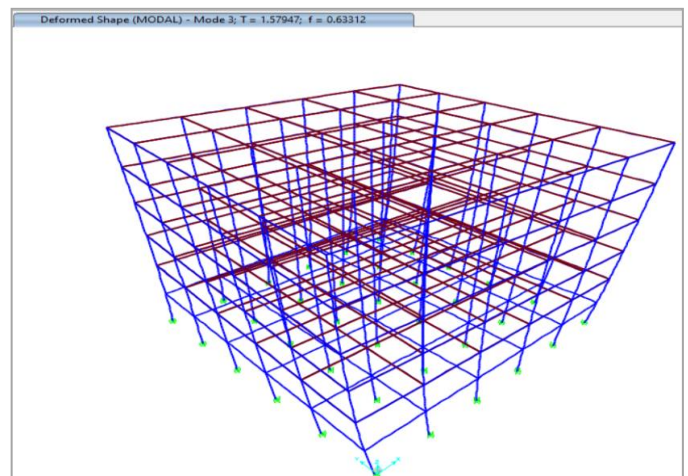 Deformed Shape (MODAL) - Mode 3; T = 1.57947; f = 0.63312